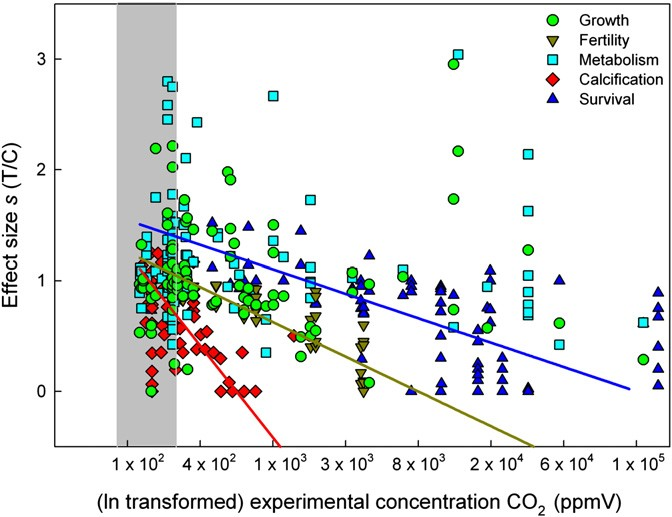 Growth
Fertility
Metabolism
Calcification
Survival
3
2
1
0
Effect size s (T/C)
1 x 10² 4 x 10² 1 x 10³ 3 x 10³ 8 x 10³ 2 x 10⁴ 6 x 10⁴ 1 x 10⁵
(ln transformed) experimental concentration CO₂ (ppmV)